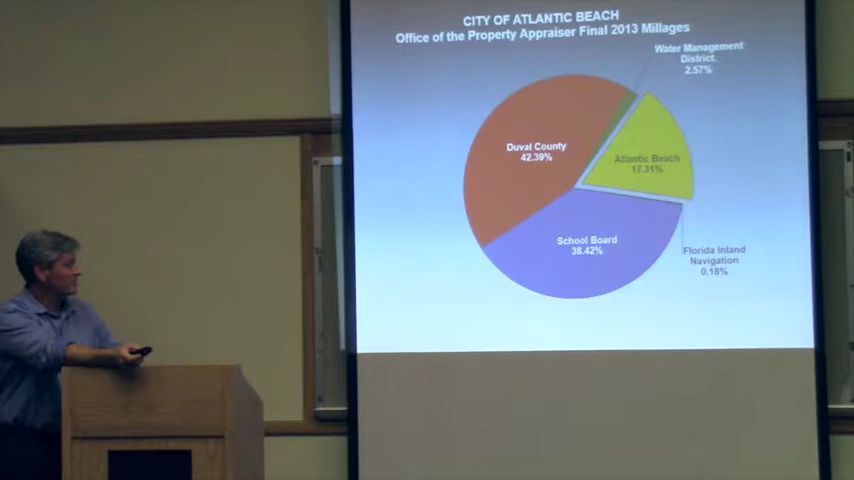 CITY OF ATLANTIC BEACH
Office of the Property Appraiser Final 2013 Millages
Water Management
District,
2.57%
Duval County
42.39%
Atlantic Beach
17.31%
School Board
38.42%
Florida Inland
Navigation
0.18%